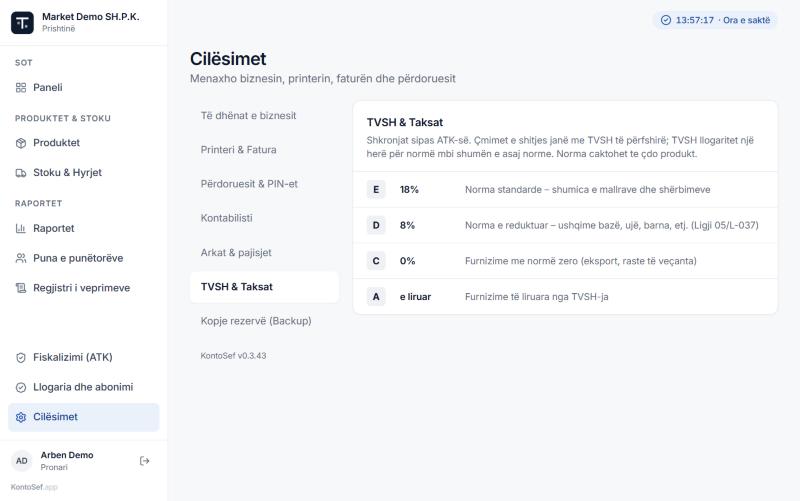 Market Demo SH.P.K.
Prishtinë
SOT
Paneli
PRODUKTET & STOKU
Produktet
Stoku & Hyrjet
RAPORTET
Raportet
Puna e punëtorëve
Regjistri i veprimeve
Fiskalizimi (ATK)
Llogaria dhe abonimi
Cilësimet
AD
Arben Demo
Pronari
KontoSef.app
13:57:17 · Ora e saktë
Cilësimet
Menaxho biznesin, printerin, faturën dhe përdoruesit
Të dhënat e biznesit
Printeri & Fatura
Përdoruesit & PIN-et
Kontabilisti
Arkat & pajisjet
TVSH & Taksat
Kopje rezervë (Backup)
KontoSef v0.3.43
TVSH & Taksat
Shkronjat sipas ATK-së. Çmimet e shitjes janë me TVSH të përfshirë; TVSH llogaritet një
herë për normë mbi shumën e asaj norme. Norma caktohet te çdo produkt.
E 18% Norma standarde – shumica e mallrave dhe shërbimeve
D 8% Norma e reduktuar – ushqime bazë, ujë, barna, etj. (Ligji 05/L-037)
C 0% Furnizime me normë zero (eksport, raste të veçanta)
A e liruar Furnizime të liruara nga TVSH-ja